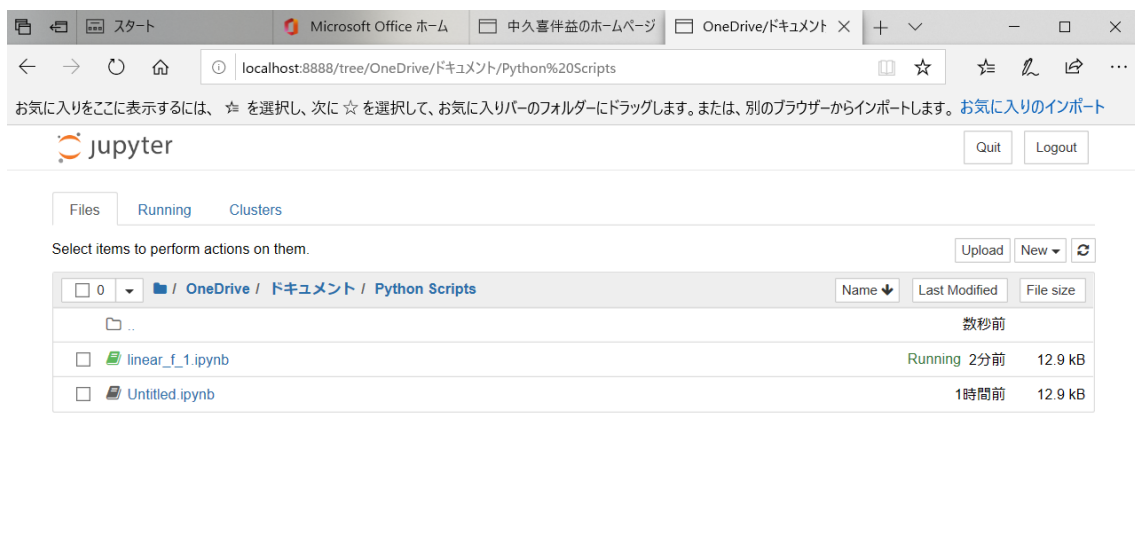 スタート Microsoft Office ホーム 中久喜伴益のホームページ OneDrive/ドキュメント
localhost:8888/tree/OneDrive/ドキュメント/Python%20Scripts
お気に入りをここに表示するには、 を選択し、次に ☆ を選択して、お気に入りバーのフォルダーにドラッグします。または、別のブラウザーからインポートします。 お気に入りのインポート
jupyter Quit Logout
Files Running Clusters
Select items to perform actions on them. Upload New
0 / OneDrive / ドキュメント / Python Scripts Name Last Modified File size
.. 数秒前
linear_f_1.ipynb Running 2分前 12.9 kB
Untitled.ipynb 1時間前 12.9 kB